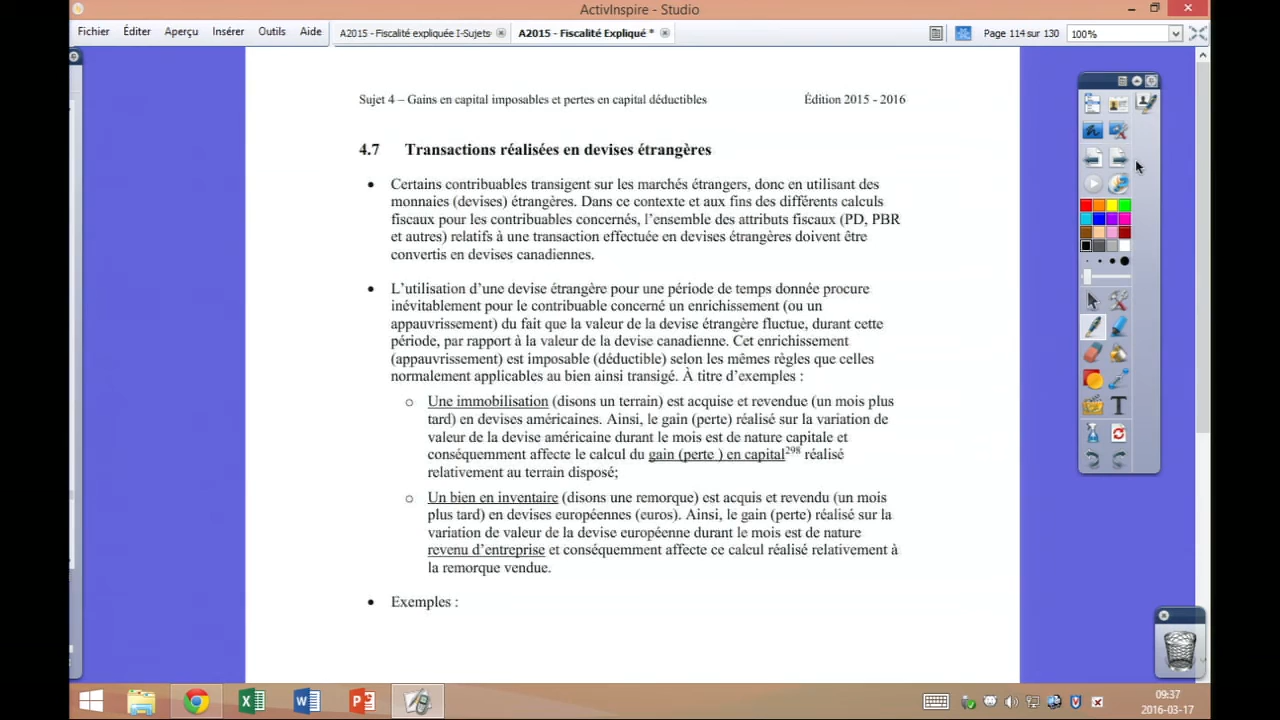 ActivInspire - Studio
Fichier Éditer Aperçu Insérer Outils Aide
A2015 - Fiscalité expliquée I-Sujets
A2015 - Fiscalité Expliqué *
Page 114 sur 130
100%
Sujet 4 – Gains en capital imposables et pertes en capital déductibles Édition 2015 - 2016
4.7 Transactions réalisées en devises étrangères
• Certains contribuables transigent sur les marchés étrangers, donc en utilisant des
monnaies (devises) étrangères. Dans ce contexte et aux fins des différents calculs
fiscaux pour les contribuables concernés, l’ensemble des attributs fiscaux (PD, PBR
et autres) relatifs à une transaction effectuée en devises étrangères doivent être
convertis en devises canadiennes.
• L’utilisation d’une devise étrangère pour une période de temps donnée procure
inévitablement pour le contribuable concerné un enrichissement (ou un
appauvrissement) du fait que la valeur de la devise étrangère fluctue, durant cette
période, par rapport à la valeur de la devise canadienne. Cet enrichissement
(appauvrissement) est imposable (déductible) selon les mêmes règles que celles
normalement applicables au bien ainsi transigé. À titre d’exemples :
o Une immobilisation (disons un terrain) est acquise et revendue (un mois plus
tard) en devises américaines. Ainsi, le gain (perte) réalisé sur la variation de
valeur de la devise américaine durant le mois est de nature capitale et
conséquemment affecte le calcul du gain (perte ) en capital298 réalisé
relativement au terrain disposé;
o Un bien en inventaire (disons une remorque) est acquis et revendu (un mois
plus tard) en devises européennes (euros). Ainsi, le gain (perte) réalisé sur la
variation de valeur de la devise européenne durant le mois est de nature
revenu d’entreprise et conséquemment affecte ce calcul réalisé relativement à
la remorque vendue.
• Exemples :
09:37
2016-03-17